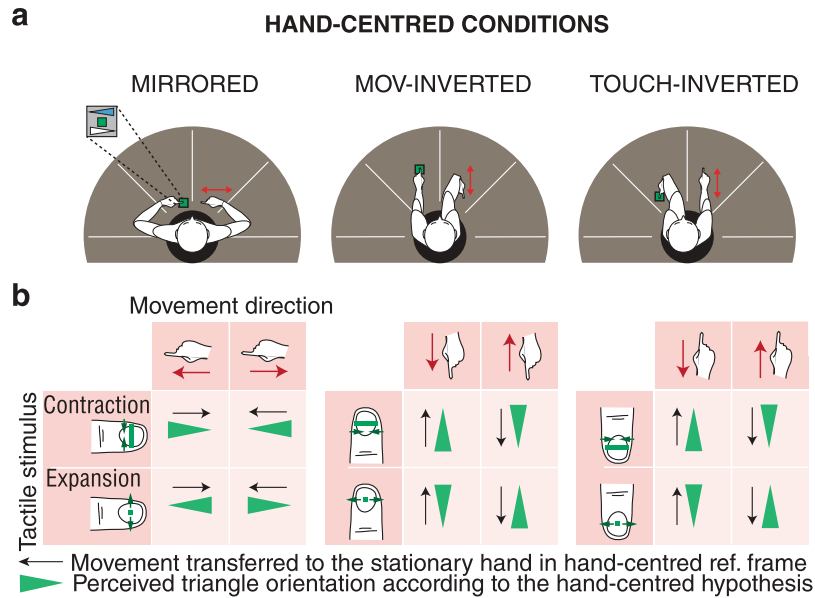 a
HAND-CENTRED CONDITIONS
MIRRORED
MOV-INVERTED
TOUCH-INVERTED
b
Movement direction
Tactile stimulus
Contraction
Expansion
Movement transferred to the stationary hand in hand-centred ref. frame
Perceived triangle orientation according to the hand-centred hypothesis